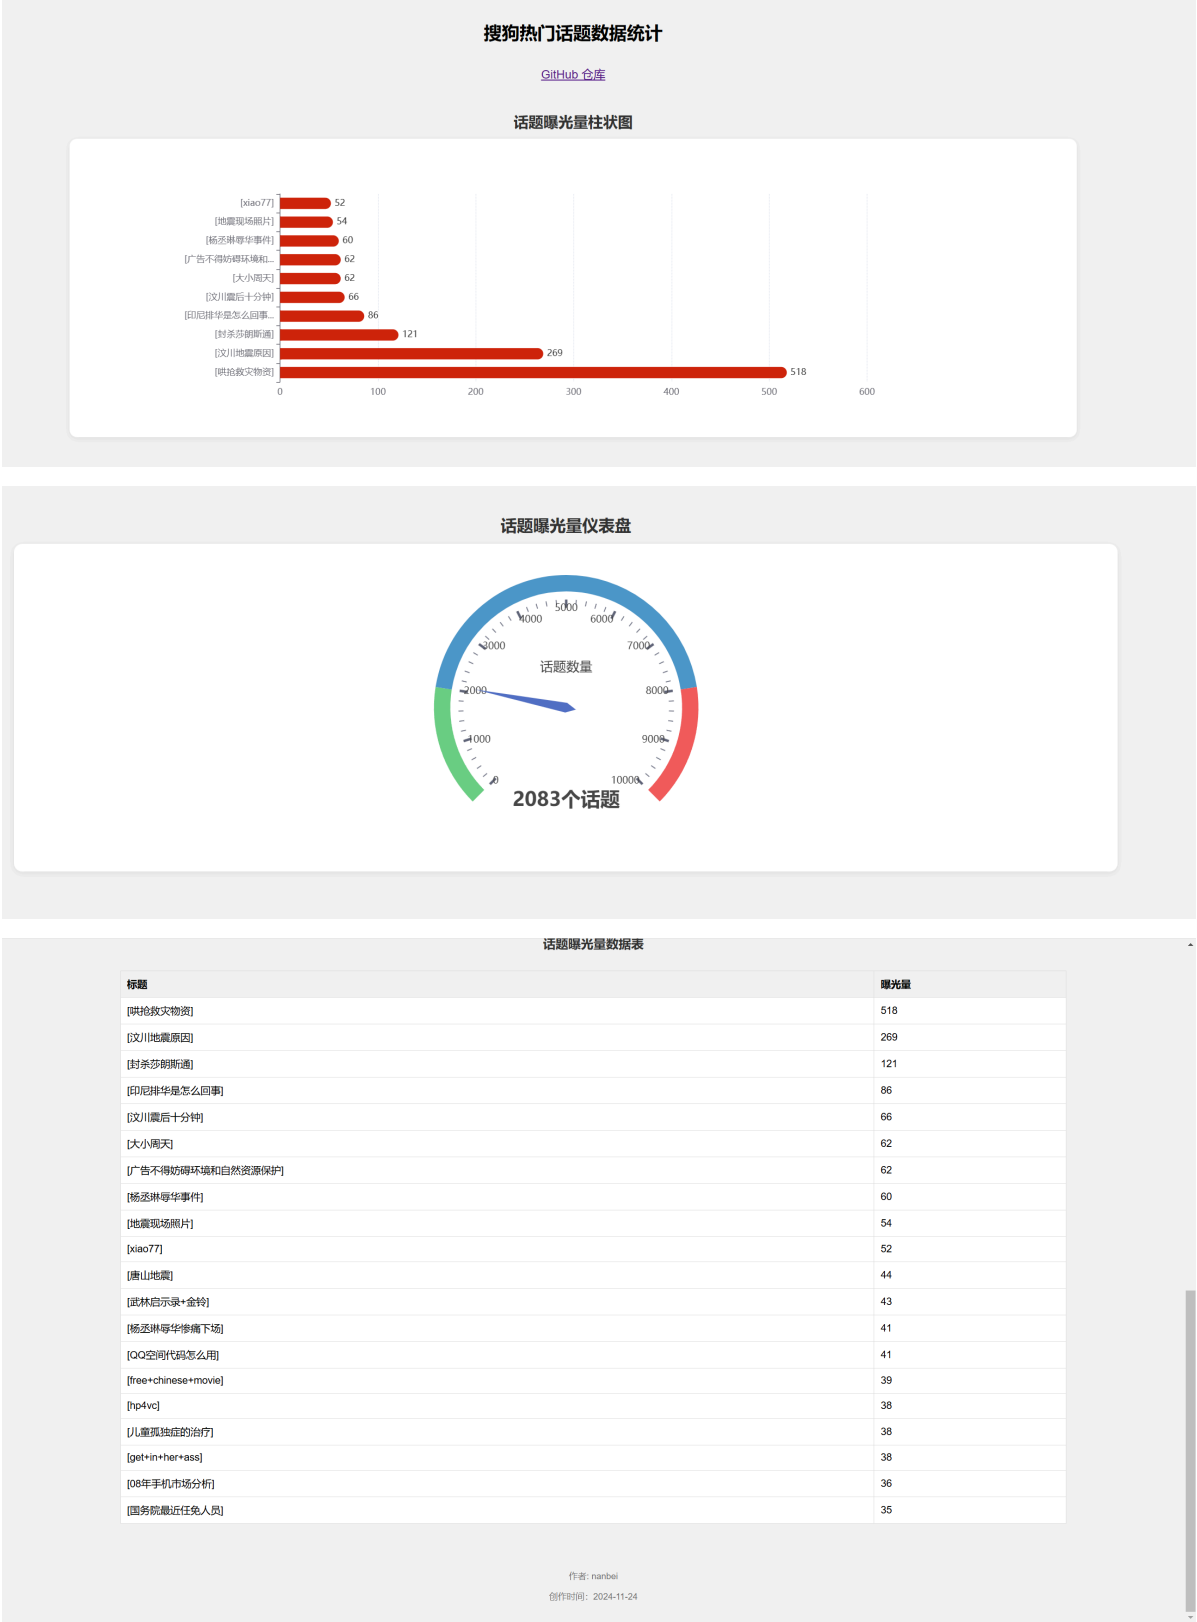 搜狗热门话题数据统计
GitHub 仓库
话题曝光量柱状图
[xiao77] 52
[地震现场照片] 54
[杨丞琳辱华事件] 60
[广告不得妨碍环境和... 62
[大小周天] 62
[汶川震后十分钟] 66
[印尼排华是怎么回事... 86
[封杀莎朗斯通] 121
[汶川地震原因] 269
[哄抢救灾物资] 518
0 100 200 300 400 500 600
话题曝光量仪表盘
5000
4000 6000
3000 7000
话题数量
2000 8000
1000 9000
0 10000
2083个话题
话题曝光量数据表
标题 曝光量
[哄抢救灾物资] 518
[汶川地震原因] 269
[封杀莎朗斯通] 121
[印尼排华是怎么回事] 86
[汶川震后十分钟] 66
[大小周天] 62
[广告不得妨碍环境和自然资源保护] 62
[杨丞琳辱华事件] 60
[地震现场照片] 54
[xiao77] 52
[唐山地震] 44
[武林启示录+金铃] 43
[杨丞琳辱华惨痛下场] 41
[QQ空间代码怎么用] 41
[free+chinese+movie] 39
[hp4vc] 38
[儿童孤独症的治疗] 38
[get+in+her+ass] 38
[08年手机市场分析] 36
[国务院最近任免人员] 35
作者: nanbei
创作时间：2024-11-24